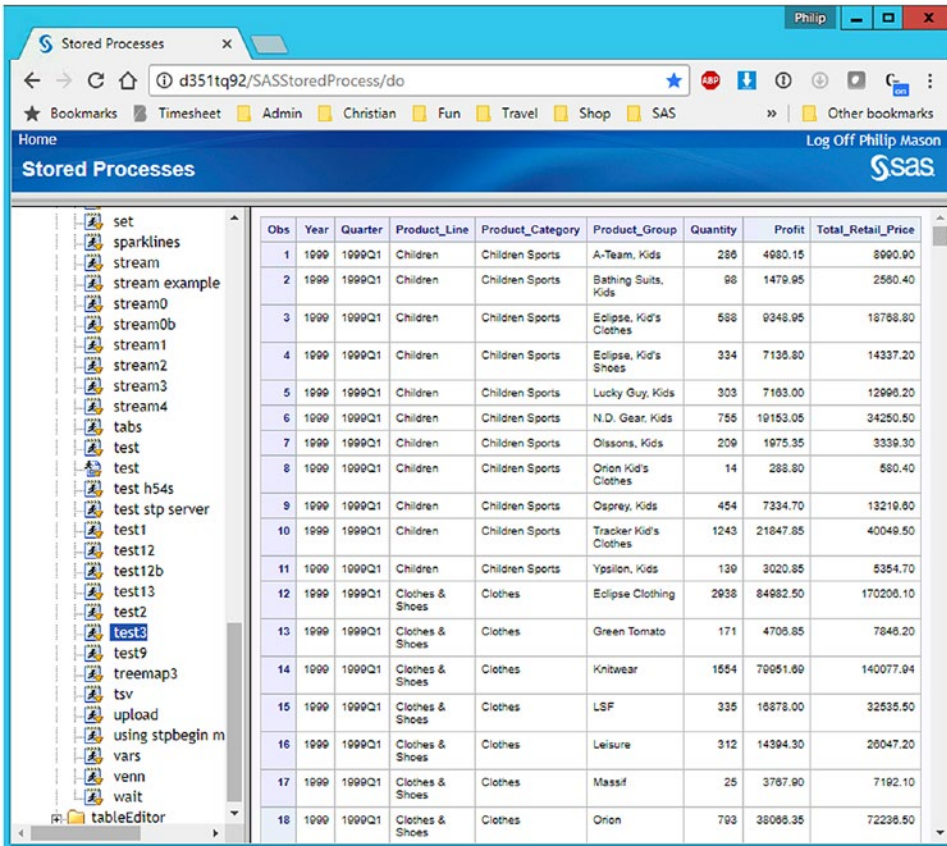 Philip
Stored Processes
d351tq92/SASStoredProcess/do
ABP
on
Bookmarks Timesheet Admin Christian Fun Travel Shop SAS » Other bookmarks
Home Log Off Philip Mason
Stored Processes sas
set
sparklines
stream
stream example
stream0
stream0b
stream1
stream2
stream3
stream4
tabs
test
test
test h54s
test stp server
test1
test12
test12b
test13
test2
test3
test9
treemap3
tsv
upload
using stpbegin m
vars
venn
wait
tableEditor
Obs Year Quarter Product_Line Product_Category Product_Group Quantity Profit Total_Retail_Price
1 1999 1999Q1 Children Children Sports A-Team, Kids 286 4980.15 8990.90
2 1999 1999Q1 Children Children Sports Bathing Suits, Kids 98 1479.95 2560.40
3 1999 1999Q1 Children Children Sports Eclipse, Kid's Clothes 588 9348.95 18768.80
4 1999 1999Q1 Children Children Sports Eclipse, Kid's Shoes 334 7136.80 14337.20
5 1999 1999Q1 Children Children Sports Lucky Guy, Kids 303 7163.00 12996.20
6 1999 1999Q1 Children Children Sports N.D. Gear, Kids 755 19153.05 34250.50
7 1999 1999Q1 Children Children Sports Olssons, Kids 209 1975.35 3339.30
8 1999 1999Q1 Children Children Sports Orion Kid's Clothes 14 288.80 580.40
9 1999 1999Q1 Children Children Sports Osprey, Kids 454 7334.70 13219.60
10 1999 1999Q1 Children Children Sports Tracker Kid's Clothes 1243 21847.85 40049.50
11 1999 1999Q1 Children Children Sports Ypsilon, Kids 139 3020.85 5354.70
12 1999 1999Q1 Clothes & Shoes Clothes Eclipse Clothing 2938 84982.50 170206.10
13 1999 1999Q1 Clothes & Shoes Clothes Green Tomato 171 4706.85 7846.20
14 1999 1999Q1 Clothes & Shoes Clothes Knitwear 1554 79951.69 140077.94
15 1999 1999Q1 Clothes & Shoes Clothes LSF 335 16878.00 32535.50
16 1999 1999Q1 Clothes & Shoes Clothes Leisure 312 14394.30 26047.20
17 1999 1999Q1 Clothes & Shoes Clothes Massif 25 3767.90 7192.10
18 1999 1999Q1 Clothes & Shoes Clothes Orion 793 38066.35 72236.50